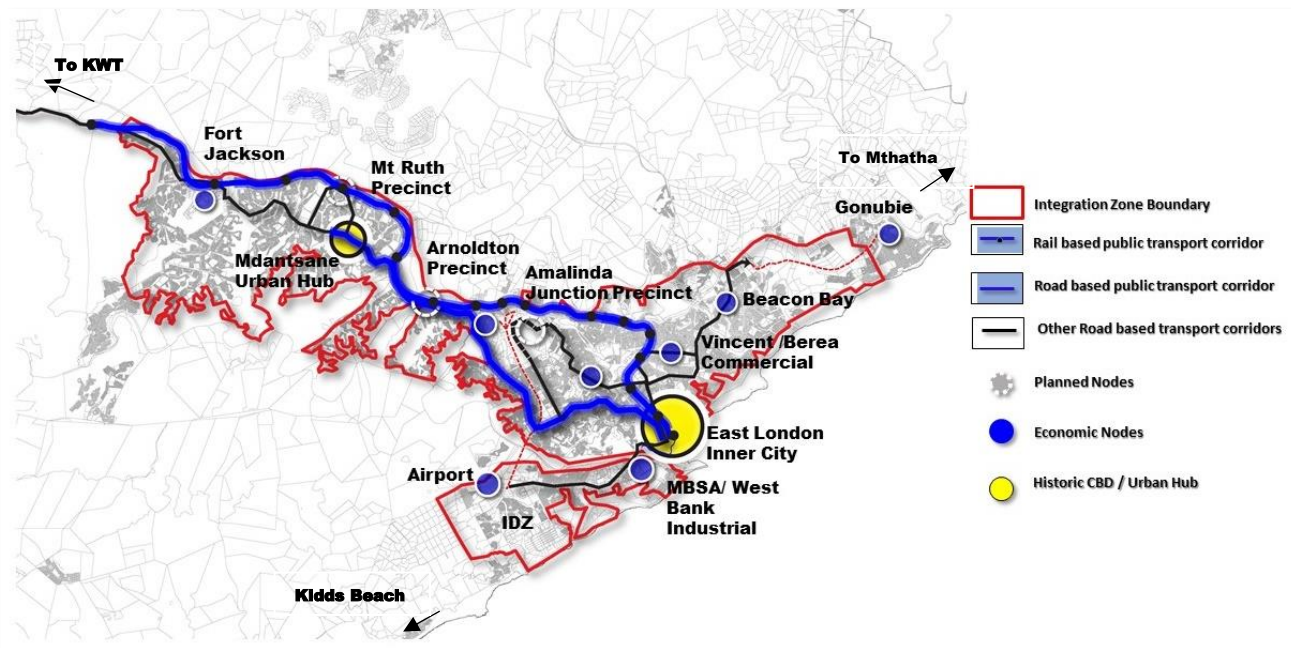 To KWT
Fort
Jackson
Mt Ruth
Precinct
To Mthatha
Gonubie
Mdantsane
Urban Hub
Arnoldton
Precinct
Amalinda
Junction Precinct
Beacon Bay
Vincent /Berea
Commercial
East London
Inner City
Airport
MBSA/ West
Bank
Industrial
IDZ
Kidds Beach
Integration Zone Boundary
Rail based public transport corridor
Road based public transport corridor
Other Road based transport corridors
Planned Nodes
Economic Nodes
Historic CBD / Urban Hub